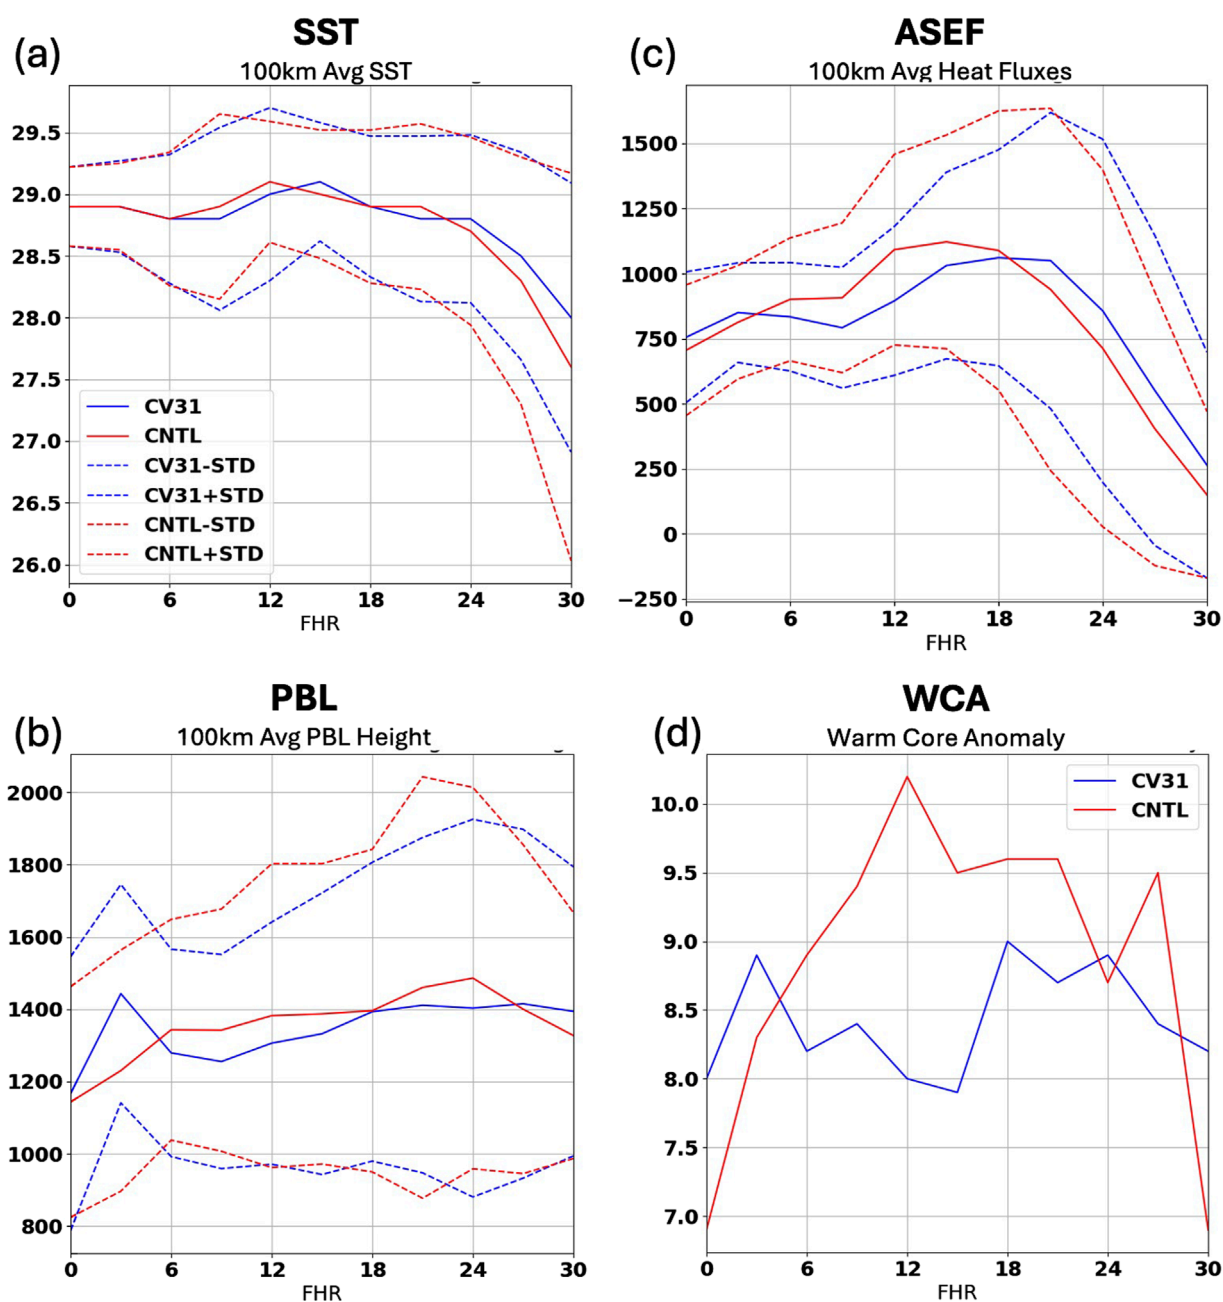 SST
(a)
100km Avg SST
29.5
29.0
28.5
28.0
27.5
27.0
26.5
26.0
CV31
CNTL
CV31-STD
CV31+STD
CNTL-STD
CNTL+STD
0 6 12 18 24 30
FHR
ASEF
(c)
100km Avg Heat Fluxes
1500
1250
1000
750
500
250
0
−250
0 6 12 18 24 30
FHR
PBL
(b)
100km Avg PBL Height
2000
1800
1600
1400
1200
1000
800
0 6 12 18 24 30
FHR
WCA
(d)
Warm Core Anomaly
10.0
9.5
9.0
8.5
8.0
7.5
7.0
CV31
CNTL
0 6 12 18 24 30
FHR